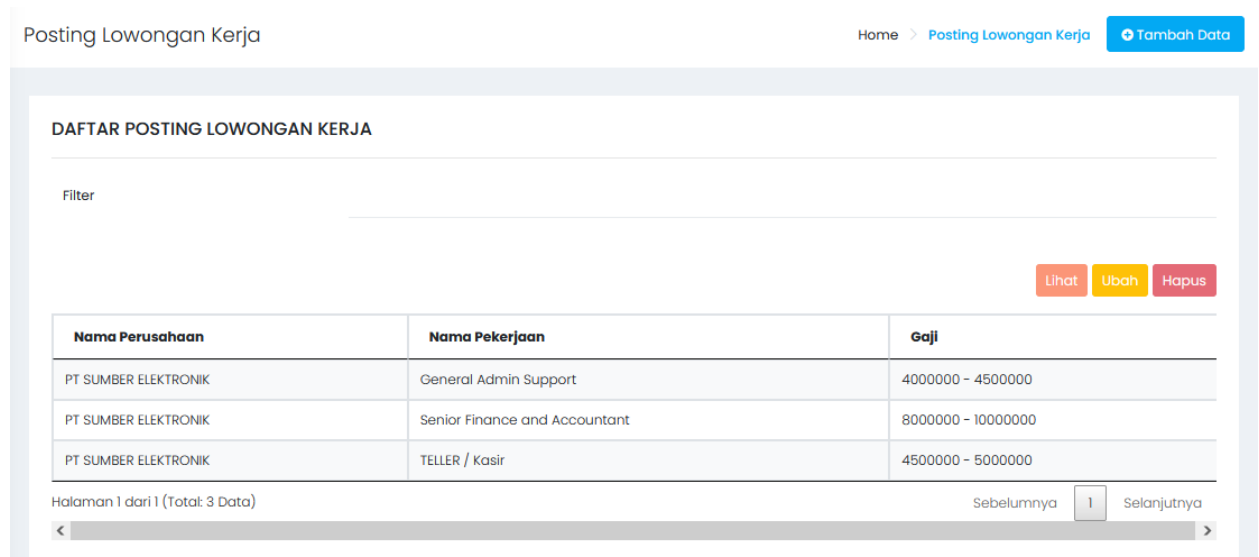 Posting Lowongan Kerja
Home > Posting Lowongan Kerja Tambah Data
DAFTAR POSTING LOWONGAN KERJA
Filter
Lihat Ubah Hapus
Nama Perusahaan Nama Pekerjaan Gaji
PT SUMBER ELEKTRONIK General Admin Support 4000000 - 4500000
PT SUMBER ELEKTRONIK Senior Finance and Accountant 8000000 - 10000000
PT SUMBER ELEKTRONIK TELLER / Kasir 4500000 - 5000000
Halaman 1 dari 1 (Total: 3 Data) Sebelumnya 1 Selanjutnya